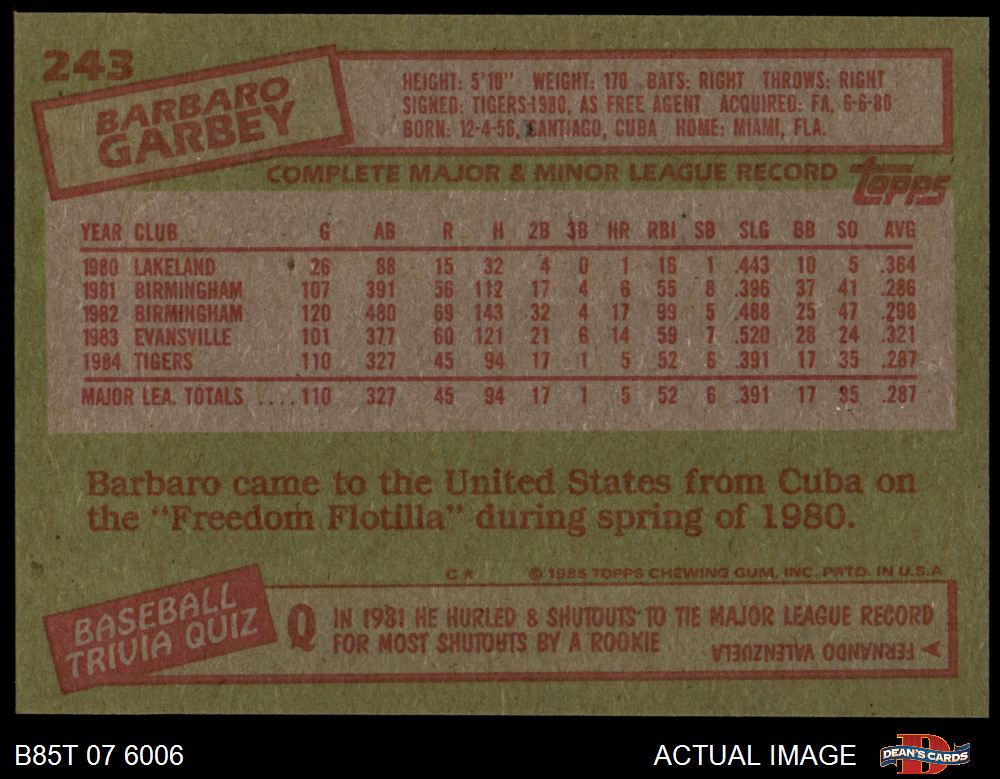 243
BARBARO
GARBEY
HEIGHT: 5'10" WEIGHT: 170 BATS: RIGHT THROWS: RIGHT
SIGNED: TIGERS-1980, AS FREE AGENT ACQUIRED: FA, 6-6-80
BORN: 12-4-56, SANTIAGO, CUBA HOME: MIAMI, FLA.
COMPLETE MAJOR & MINOR LEAGUE RECORD
topps
YEAR CLUB G AB R H 2B 3B HR RBI SB SLG BB SO AVG
1980 LAKELAND 26 88 15 32 4 0 1 16 1 .443 10 5 .364
1981 BIRMINGHAM 107 391 56 112 17 4 6 55 8 .396 37 41 .286
1982 BIRMINGHAM 120 480 69 143 32 4 17 99 5 .488 25 47 .298
1983 EVANSVILLE 101 377 60 121 21 6 14 59 7 .520 28 24 .321
1984 TIGERS 110 327 45 94 17 1 5 52 6 .391 17 35 .287
MAJOR LEA. TOTALS ....110 327 45 94 17 1 5 52 6 .391 17 35 .287
Barbaro came to the United States from Cuba on
the "Freedom Flotilla" during spring of 1980.
C* © 1985 TOPPS CHEWING GUM, INC. PRTD. IN U.S.A
BASEBALL
TRIVIA QUIZ
Q IN 1981 HE HURLED 8 SHUTOUTS TO TIE MAJOR LEAGUE RECORD
FOR MOST SHUTOUTS BY A ROOKIE
A FERNANDO VALENZUELA
B85T 07 6006
ACTUAL IMAGE
DEAN'S CARDS